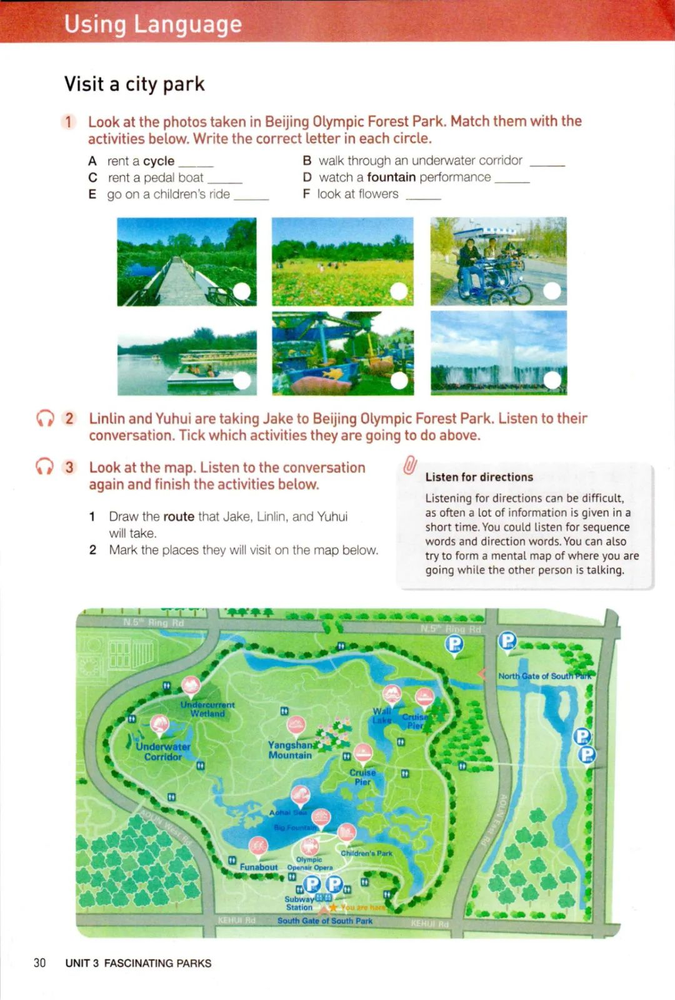 Using Language
Visit a city park
1 Look at the photos taken in Beijing Olympic Forest Park. Match them with the
activities below. Write the correct letter in each circle.
A rent a cycle _____ B walk through an underwater corridor _____
C rent a pedal boat _____ D watch a fountain performance _____
E go on a children's ride _____ F look at flowers _____
2 Linlin and Yuhui are taking Jake to Beijing Olympic Forest Park. Listen to their
conversation. Tick which activities they are going to do above.
3 Look at the map. Listen to the conversation
again and finish the activities below.
1 Draw the route that Jake, Linlin, and Yuhui
will take.
2 Mark the places they will visit on the map below.
Listen for directions
Listening for directions can be difficult,
as often a lot of information is given in a
short time. You could listen for sequence
words and direction words. You can also
try to form a mental map of where you are
going while the other person is talking.
N.5th Ring Rd
N.5th Ring Rd
P
P
North Gate of South Park
Undercurrent
Wetland
Wali
Lake
Cruise
Pier
Underwater
Corridor
Yangshan
Mountain
P
P
Cruise
Pier
Aohai Sea
Big Fountain
AOLIN West Rd
AOLIN East Rd
Children's Park
Funabout
Olympic
Openair Opera
P P
Subway
Station
You are here
KEHUI Rd
South Gate of South Park
KEHUI Rd
30 UNIT 3 FASCINATING PARKS